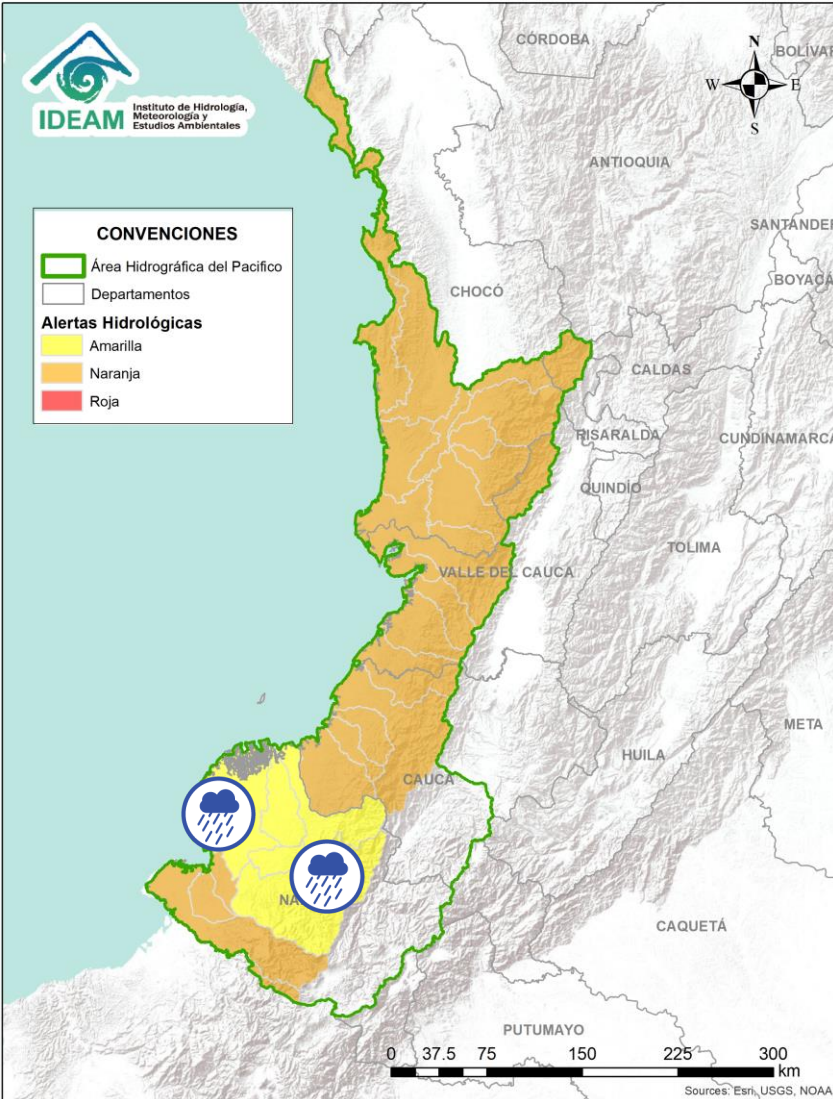 IDEAM
Instituto de Hidrología,
Meteorología y
Estudios Ambientales
CONVENCIONES
Área Hidrográfica del Pacifico
Departamentos
Alertas Hidrológicas
Amarilla
Naranja
Roja
N
W
E
S
CÓRDOBA
BOLÍVAR
ANTIOQUIA
SANTANDER
BOYACÁ
CHOCÓ
CALDAS
RISARALDA
CUNDINAMARCA
QUINDÍO
TOLIMA
VALLE DEL CAUCA
META
HUILA
CAUCA
NA
CAQUETÁ
PUTUMAYO
0 37.5 75 150 225 300
km
Sources: Esri, USGS, NOAA